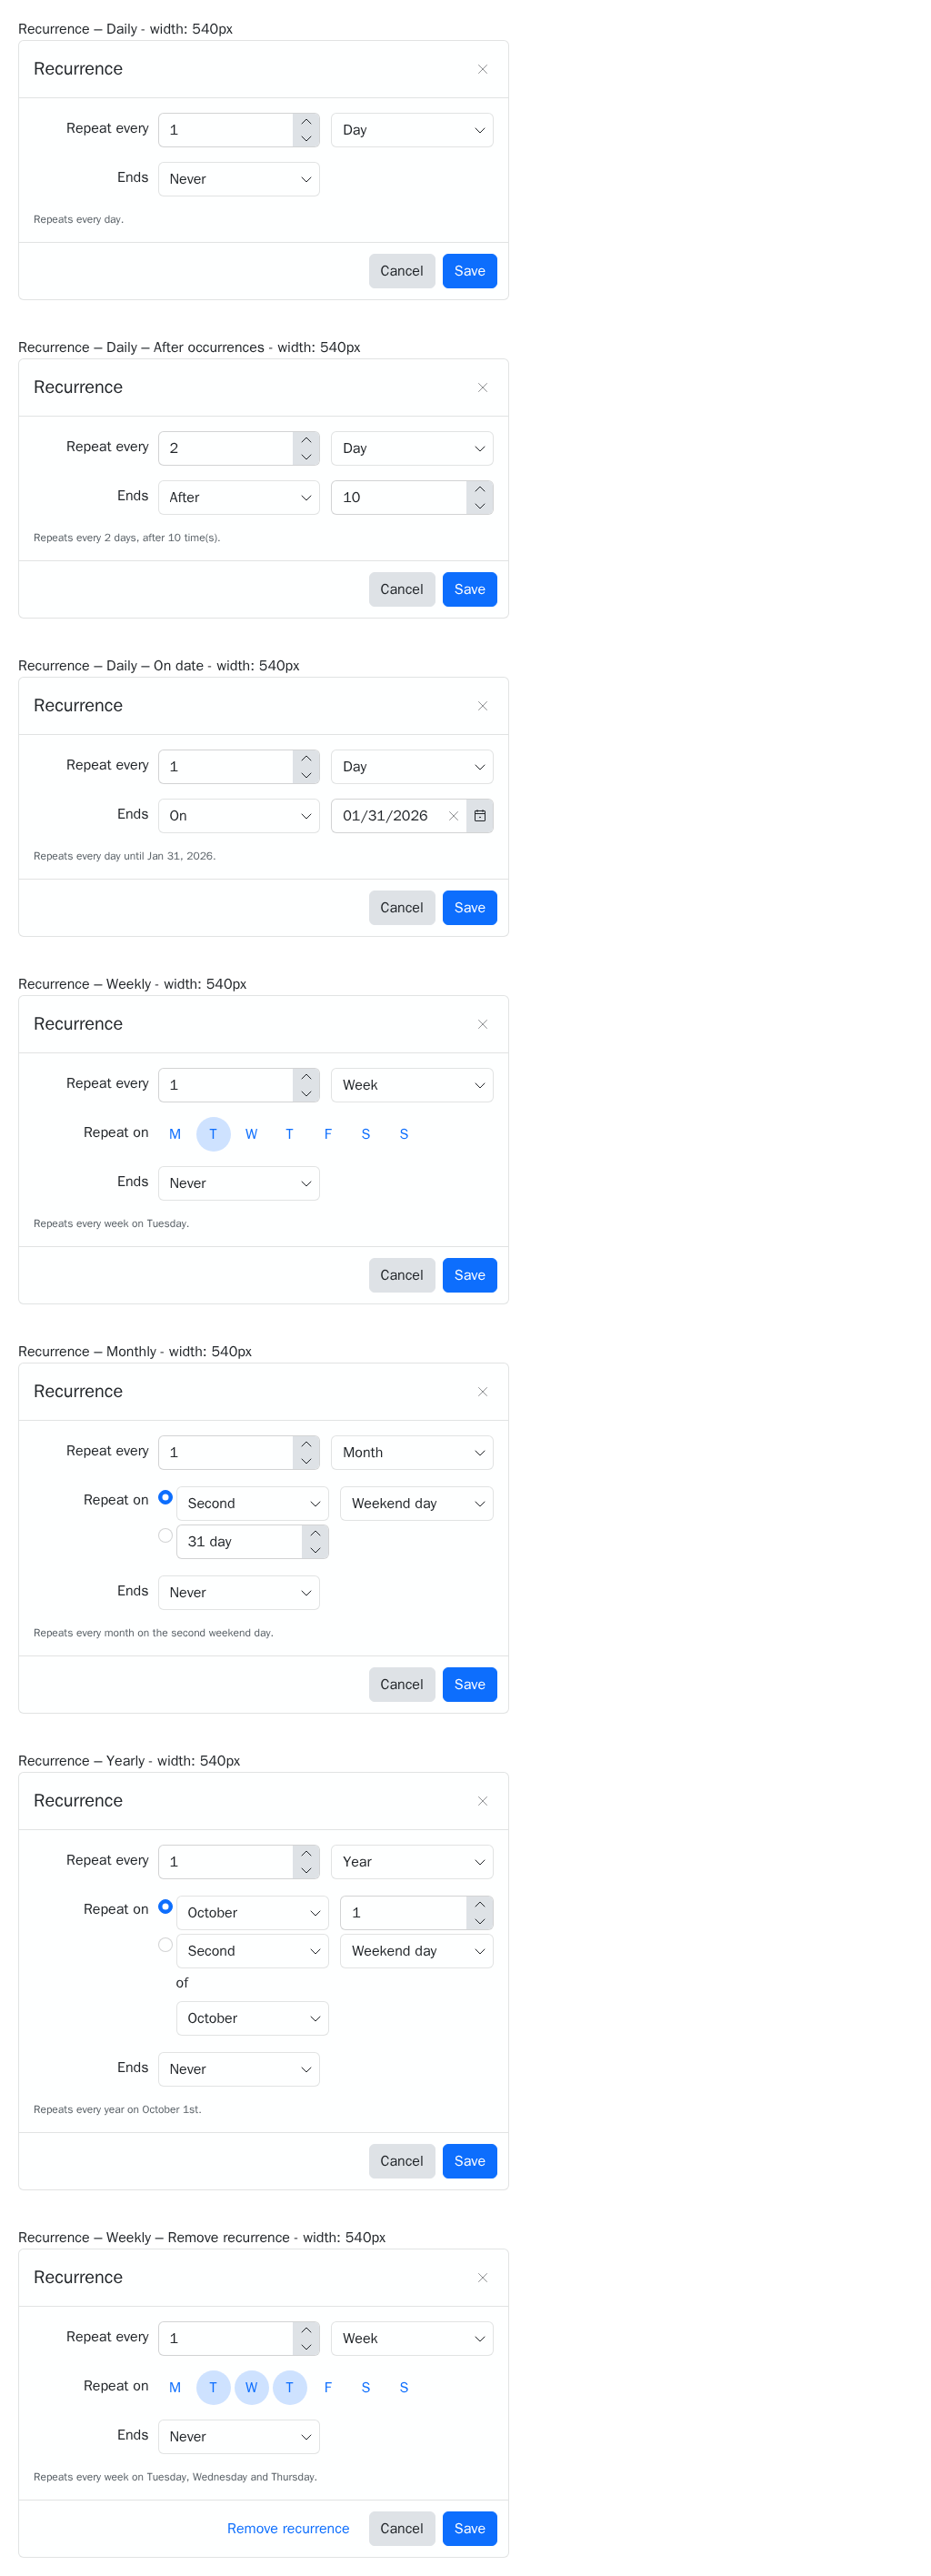 Recurrence – Daily - width: 540px
Recurrence
Repeat every 1 Day
Ends Never
Repeats every day.
Cancel Save
Recurrence – Daily – After occurrences - width: 540px
Recurrence
Repeat every 2 Day
Ends After 10
Repeats every 2 days, after 10 time(s).
Cancel Save
Recurrence – Daily – On date - width: 540px
Recurrence
Repeat every 1 Day
Ends On 01/31/2026
Repeats every day until Jan 31, 2026.
Cancel Save
Recurrence – Weekly - width: 540px
Recurrence
Repeat every 1 Week
Repeat on M T W T F S S
Ends Never
Repeats every week on Tuesday.
Cancel Save
Recurrence – Monthly - width: 540px
Recurrence
Repeat every 1 Month
Repeat on Second Weekend day
31 day
Ends Never
Repeats every month on the second weekend day.
Cancel Save
Recurrence – Yearly - width: 540px
Recurrence
Repeat every 1 Year
Repeat on October 1
Second Weekend day
of
October
Ends Never
Repeats every year on October 1st.
Cancel Save
Recurrence – Weekly – Remove recurrence - width: 540px
Recurrence
Repeat every 1 Week
Repeat on M T W T F S S
Ends Never
Repeats every week on Tuesday, Wednesday and Thursday.
Remove recurrence Cancel Save